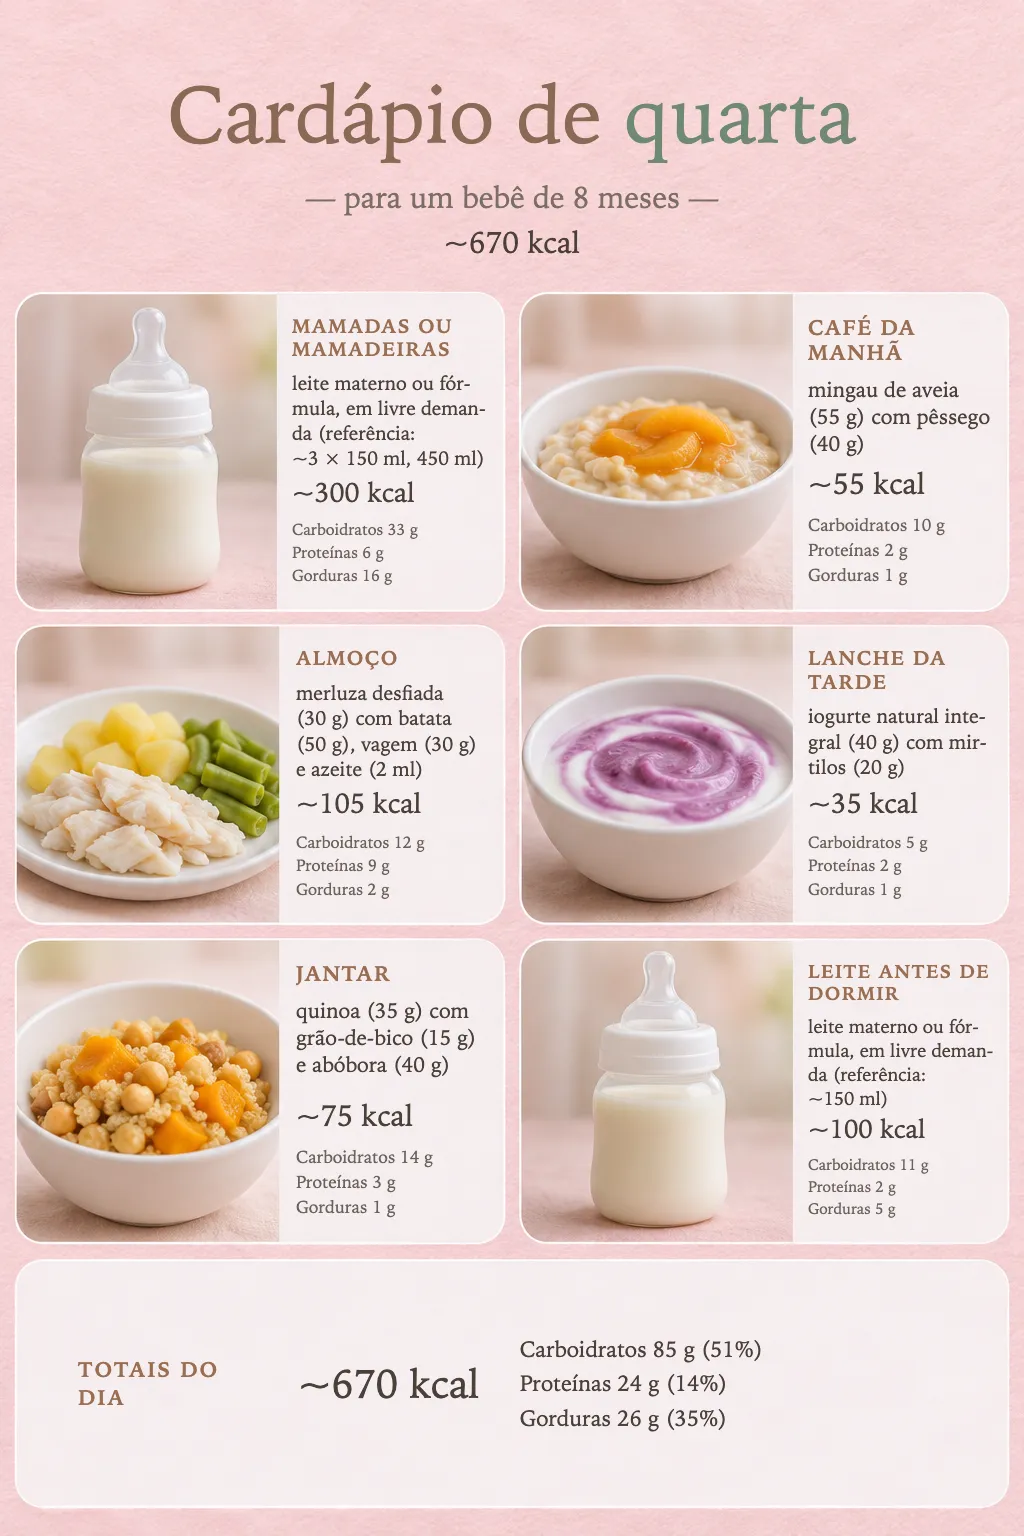 Cardápio de quarta
— para um bebê de 8 meses —
~670 kcal
MAMADAS OU
MAMADEIRAS
leite materno ou fór-
mula, em livre deman-
da (referência:
~3 × 150 ml, 450 ml)
~300 kcal
Carboidratos 33 g
Proteínas 6 g
Gorduras 16 g
CAFÉ DA
MANHÃ
mingau de aveia
(55 g) com pêssego
(40 g)
~55 kcal
Carboidratos 10 g
Proteínas 2 g
Gorduras 1 g
ALMOÇO
merluza desfiada
(30 g) com batata
(50 g), vagem (30 g)
e azeite (2 ml)
~105 kcal
Carboidratos 12 g
Proteínas 9 g
Gorduras 2 g
LANCHE DA
TARDE
iogurte natural inte-
gral (40 g) com mir-
tilos (20 g)
~35 kcal
Carboidratos 5 g
Proteínas 2 g
Gorduras 1 g
JANTAR
quinoa (35 g) com
grão-de-bico (15 g)
e abóbora (40 g)
~75 kcal
Carboidratos 14 g
Proteínas 3 g
Gorduras 1 g
LEITE ANTES DE
DORMIR
leite materno ou fór-
mula, em livre deman-
da (referência:
~150 ml)
~100 kcal
Carboidratos 11 g
Proteínas 2 g
Gorduras 5 g
TOTAIS DO
DIA
~670 kcal
Carboidratos 85 g (51%)
Proteínas 24 g (14%)
Gorduras 26 g (35%)